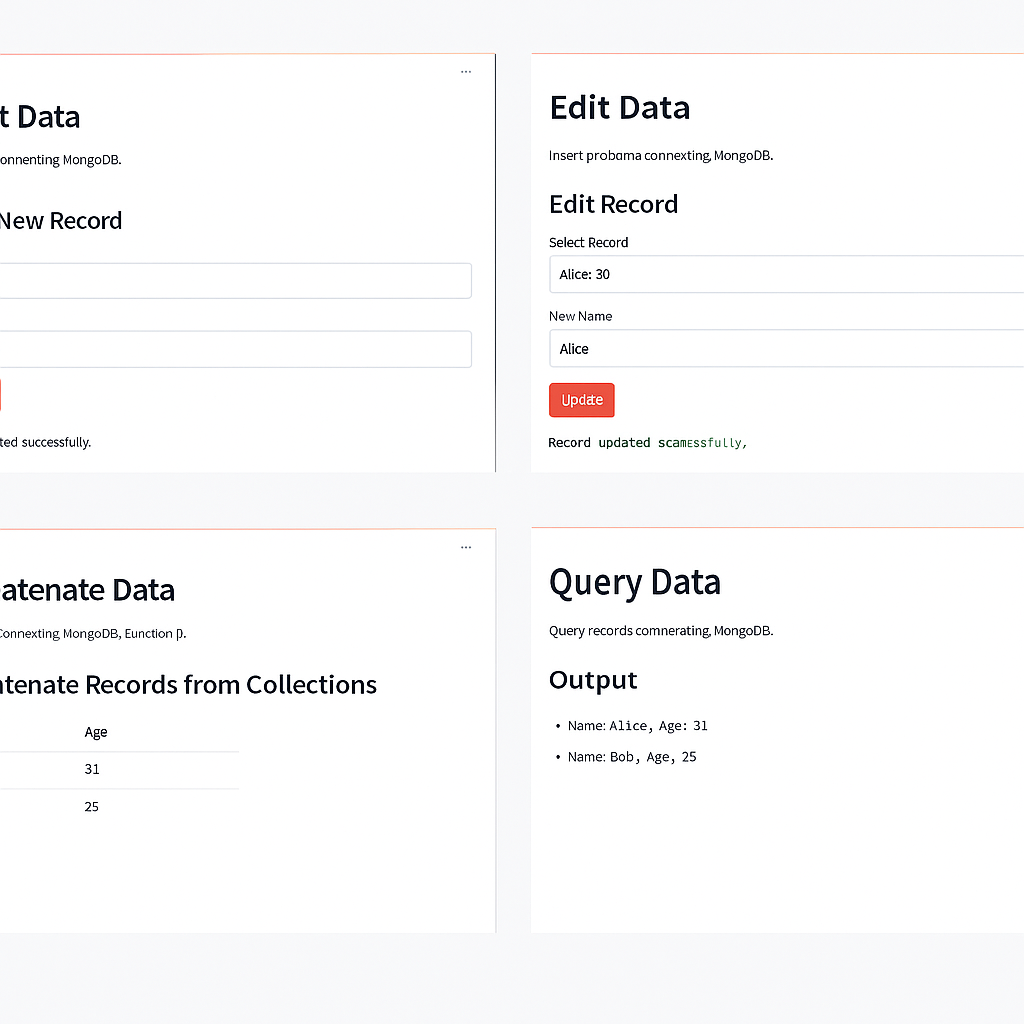 ...
t Data
onnenting MongoDB.
New Record
ted successfully.
Edit Data
Insert probama connexting, MongoDB.
Edit Record
Select Record
Alice: 30
New Name
Alice
Update
Record updated scamessfully,
...
atenate Data
Connexting MongoDB, Eunction
ntenate Records from Collections
Age
31
25
Query Data
Query records comnerating, MongoDB.
Output
• Name: Alice, Age: 31
• Name: Bob, Age, 25